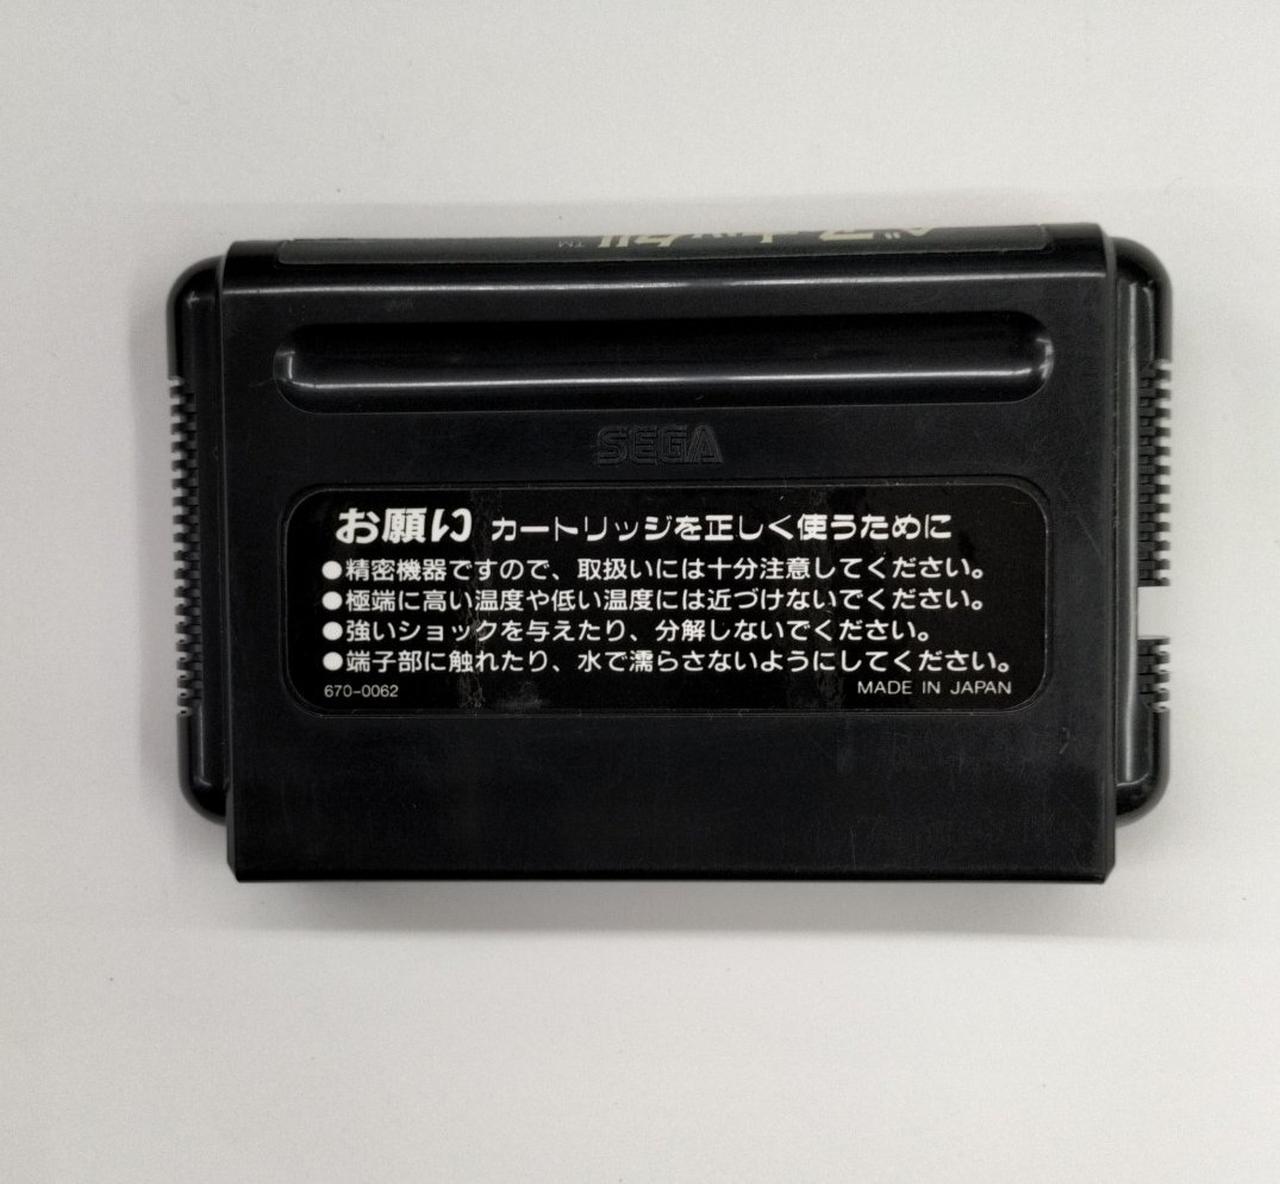 SEGA
お願い カートリッジを正しく使うために
●精密機器ですので、取扱いには十分注意してください。
●極端に高い温度や低い温度には近づけないでください。
●強いショックを与えたり、分解しないでください。
●端子部に触れたり、水で濡らさないようにしてください。
670-0062
MADE IN JAPAN